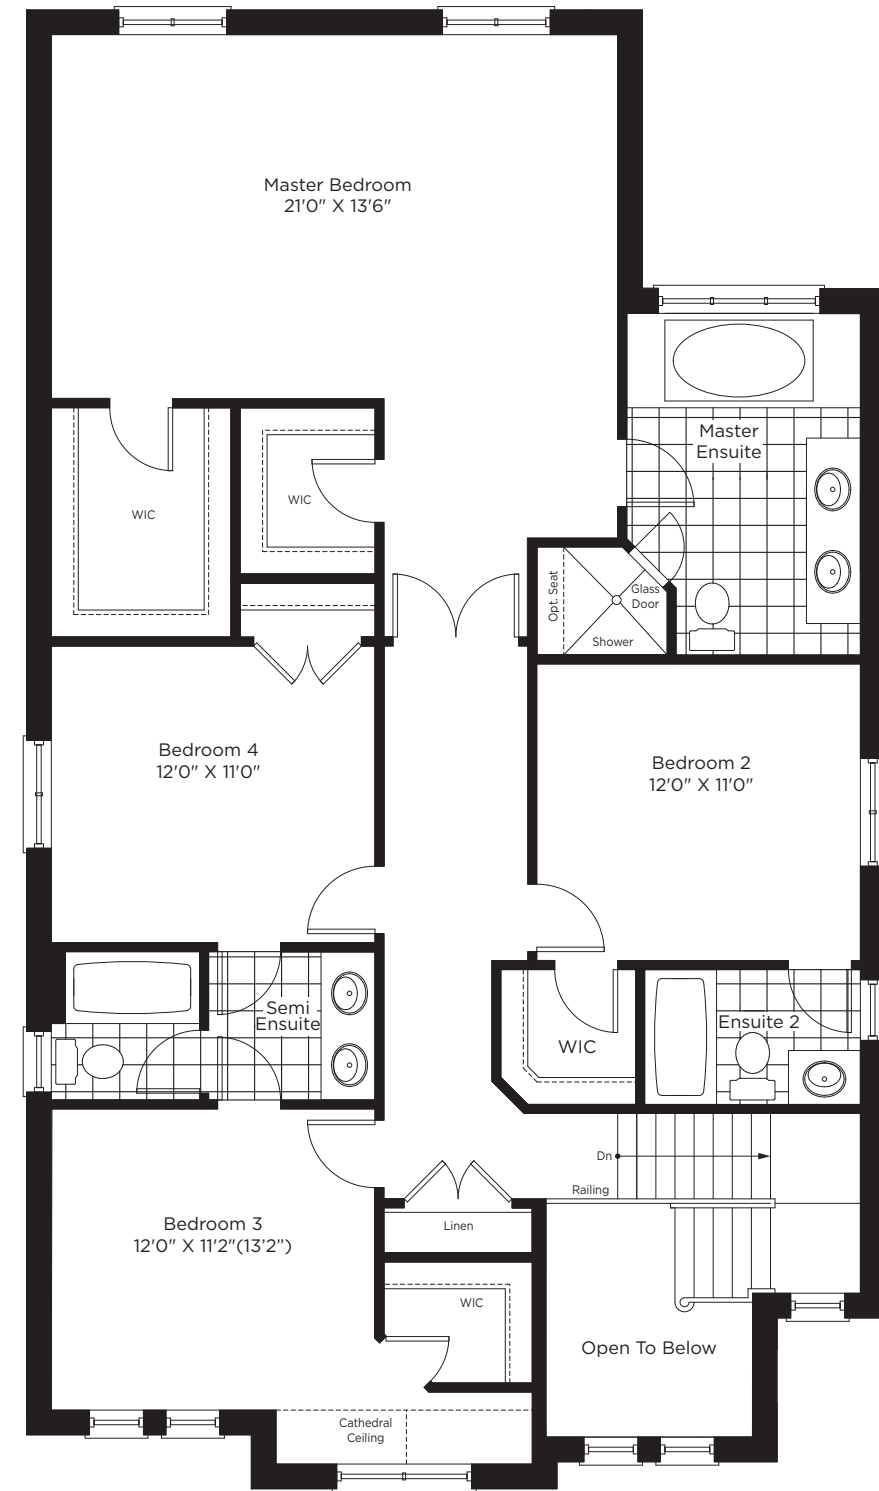 Master Bedroom
21'0" X 13'6"
Master
Ensuite
WIC
WIC
Opt. Seat
Glass
Door
Shower
Bedroom 4
12'0" X 11'0"
Bedroom 2
12'0" X 11'0"
Semi
Ensuite
Ensuite 2
WIC
Dn
Railing
Bedroom 3
12'0" X 11'2"(13’2”)
Linen
WIC
Open To Below
Cathedral
Ceiling